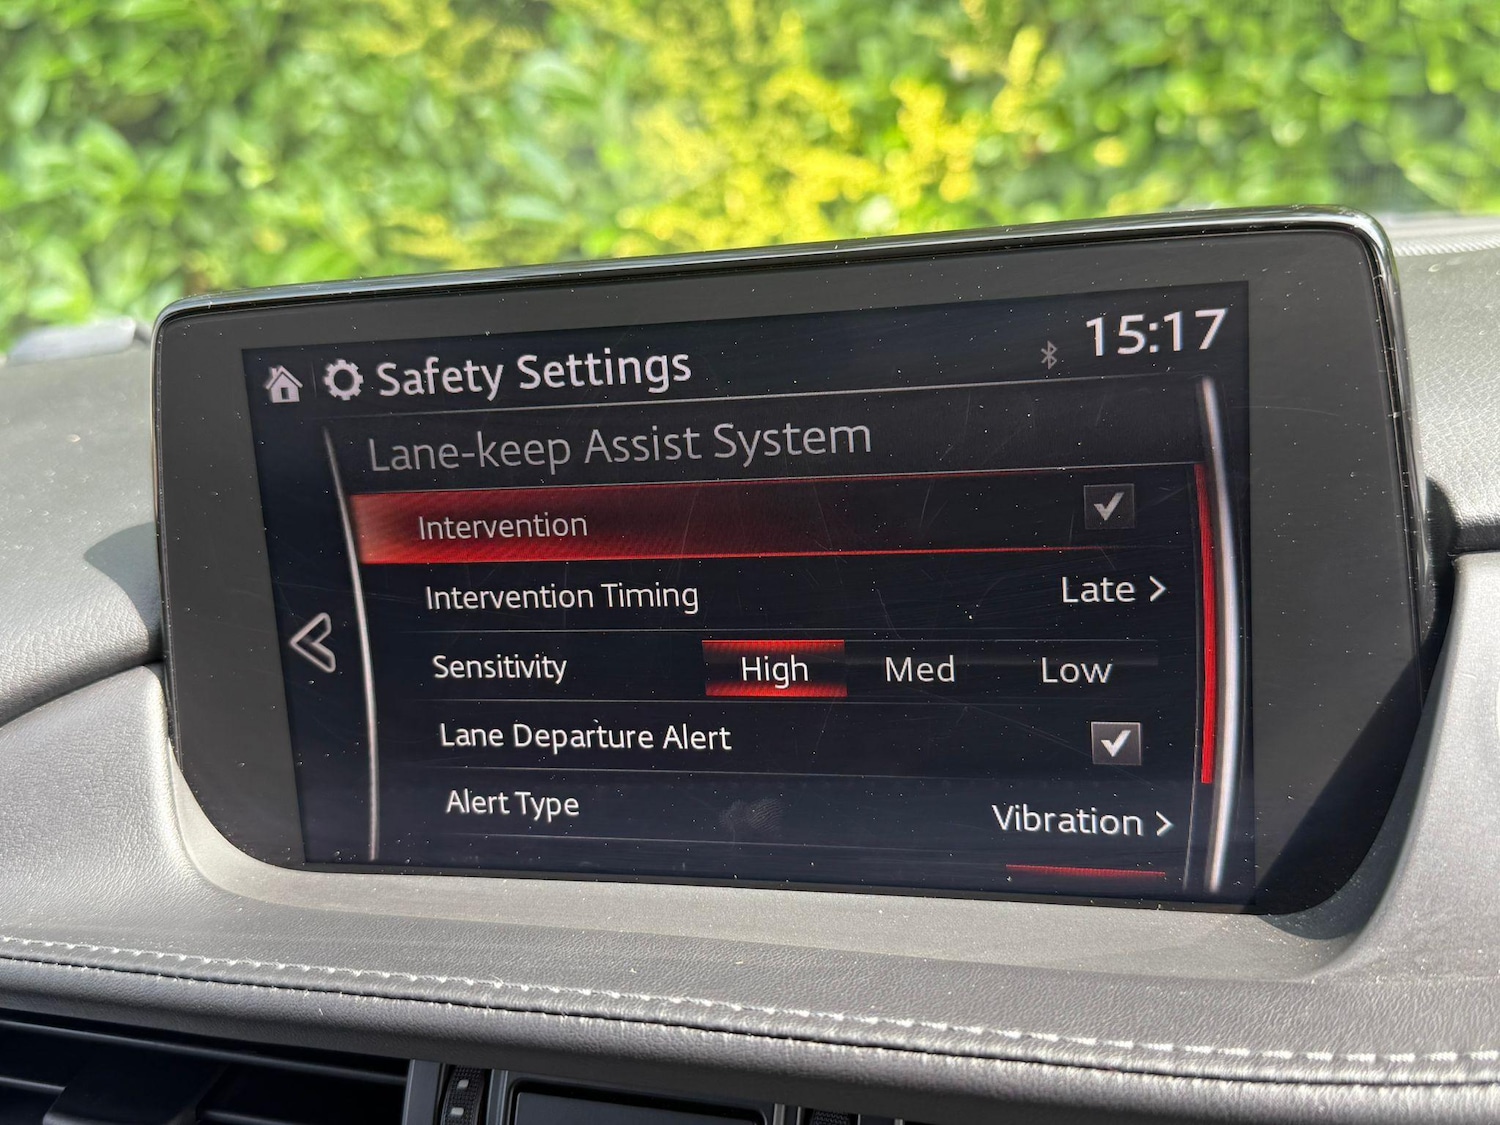 Safety Settings 15:17
Lane-keep Assist System
Intervention
Intervention Timing Late >
Sensitivity High Med Low
Lane Departure Alert
Alert Type Vibration >